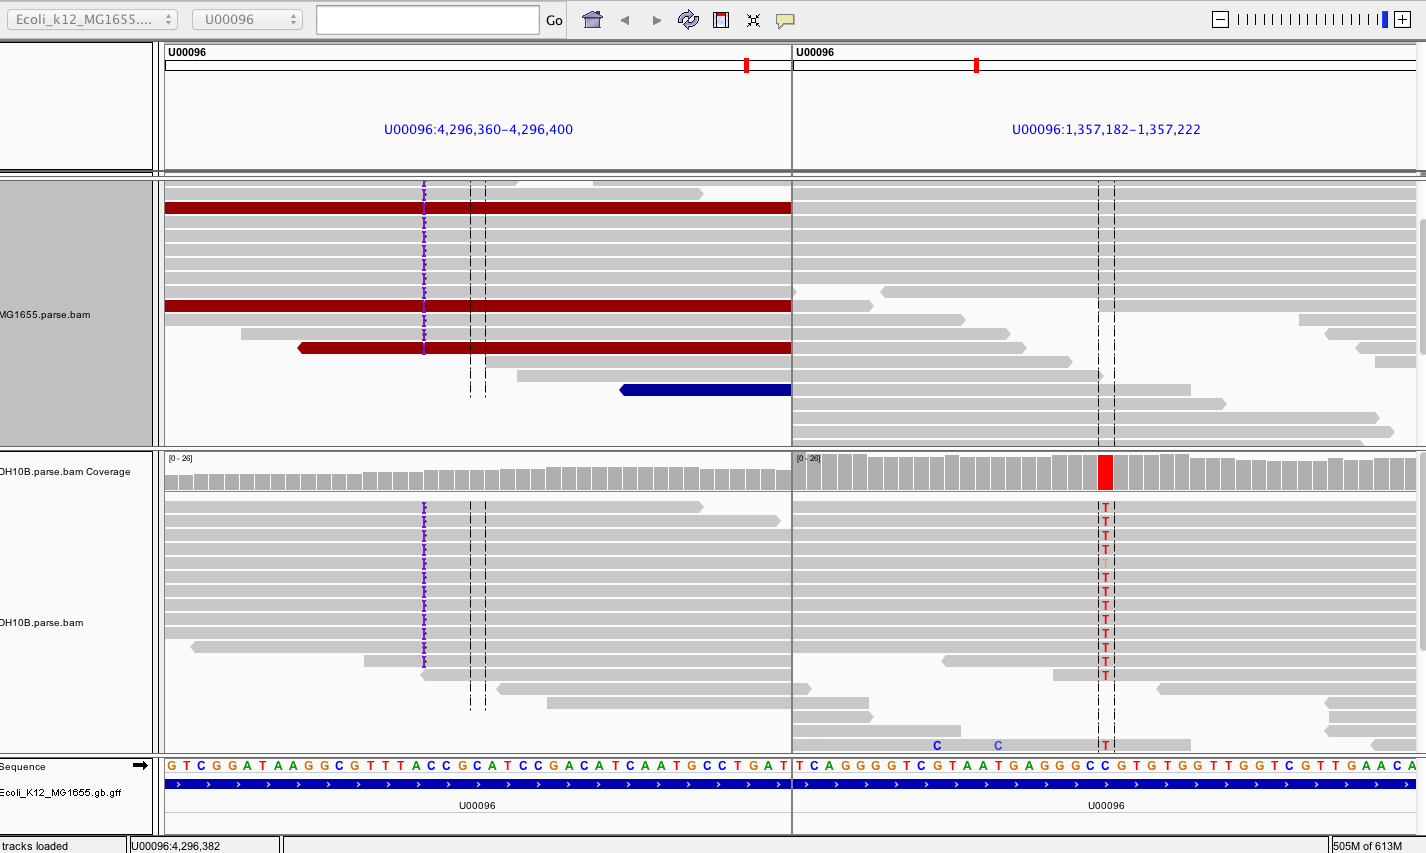 Ecoli_k12_MG1655.... U00096 Go
U00096 U00096
U00096:4,296,360-4,296,400 U00096:1,357,182-1,357,222
MG1655.parse.bam
[0 - 26] [0 - 26]
DH10B.parse.bam Coverage
T
T
T
T
T
T
T
T
T
T
T
T
T
DH10B.parse.bam
C C T
Sequence G T C G G A T A A G G C G T T T A C C G C A T C C G A C A T C A A T G C C T G A T T C A G G G G T C G T A A T G A G G G C C G T G T G G T T G G T C G T T G A A C A
Ecoli_K12_MG1655.gb.gff
U00096 U00096
tracks loaded U00096:4,296,382 505M of 613M